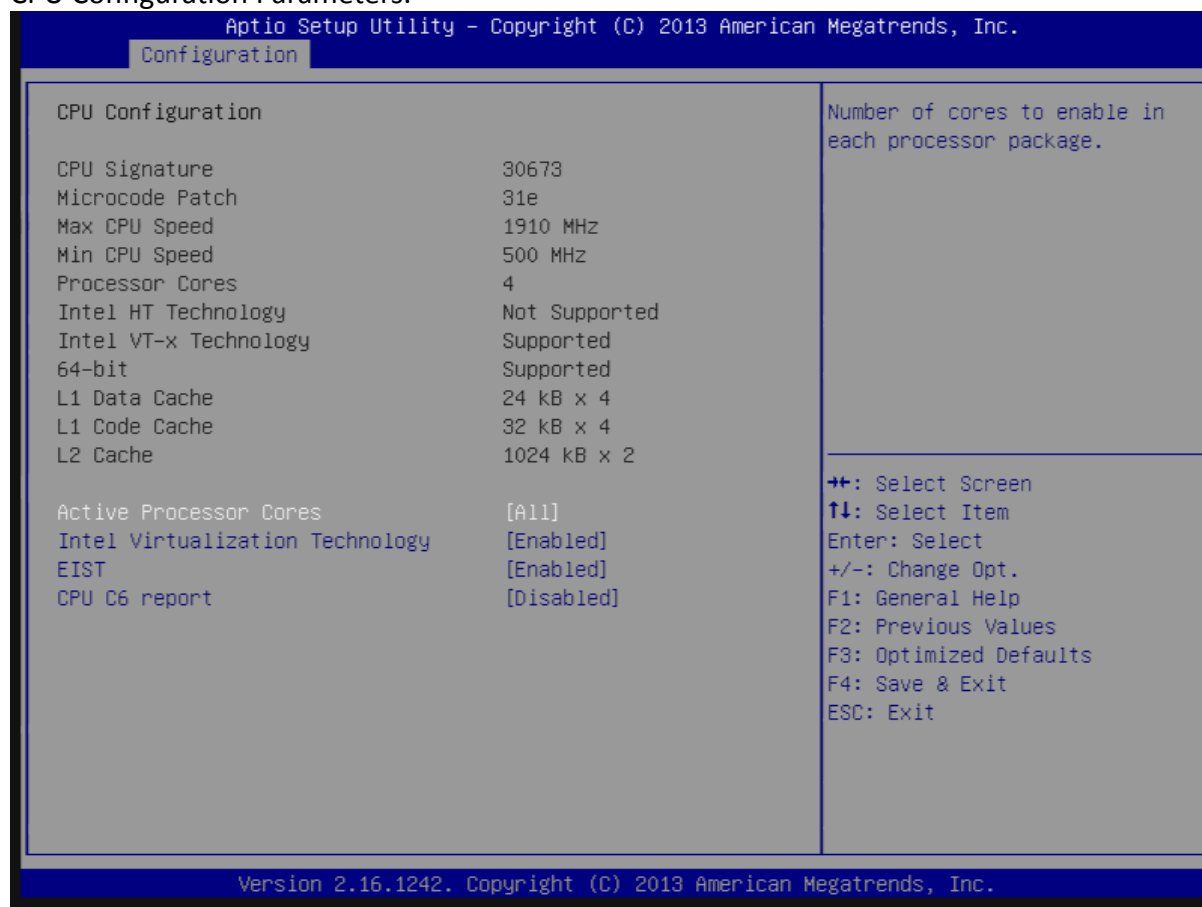 CPU Configuration Parameters:
Aptio Setup Utility – Copyright (C) 2013 American Megatrends, Inc.
Configuration
CPU Configuration
CPU Signature 30673
Microcode Patch 31e
Max CPU Speed 1910 MHz
Min CPU Speed 500 MHz
Processor Cores 4
Intel HT Technology Not Supported
Intel VT-x Technology Supported
64-bit Supported
L1 Data Cache 24 kB x 4
L1 Code Cache 32 kB x 4
L2 Cache 1024 kB x 2
Active Processor Cores [All]
Intel Virtualization Technology [Enabled]
EIST [Enabled]
CPU C6 report [Disabled]
Number of cores to enable in
each processor package.
→←: Select Screen
↑↓: Select Item
Enter: Select
+/-: Change Opt.
F1: General Help
F2: Previous Values
F3: Optimized Defaults
F4: Save & Exit
ESC: Exit
Version 2.16.1242. Copyright (C) 2013 American Megatrends, Inc.